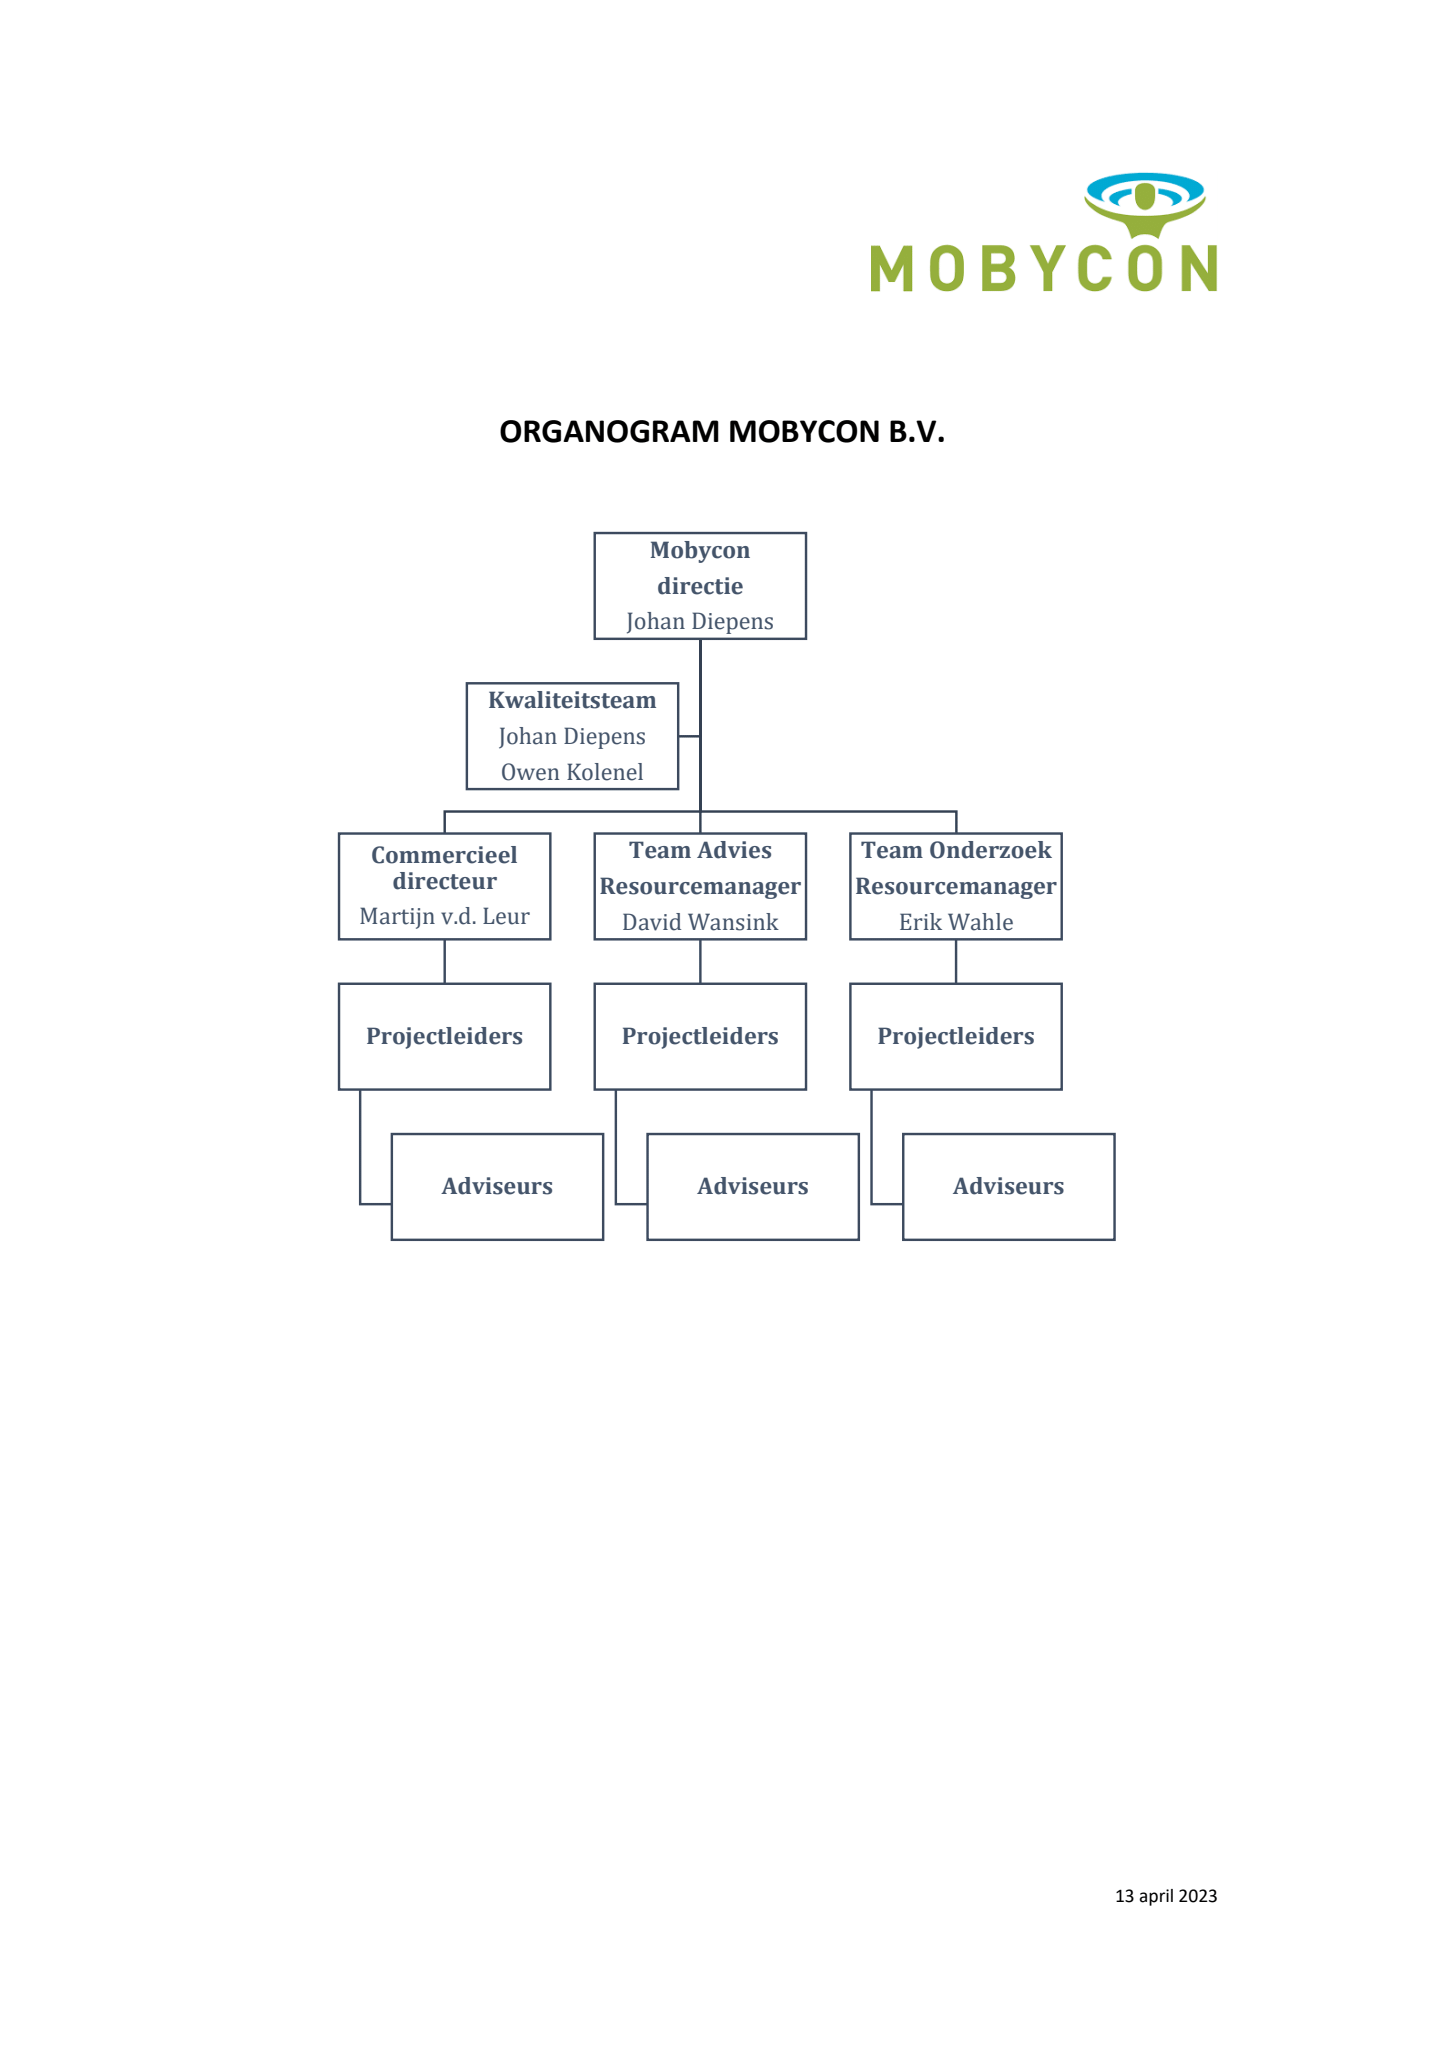 MOBYCON
ORGANOGRAM MOBYCON B.V.
Mobycon
directie
Johan Diepens
Kwaliteitsteam
Johan Diepens
Owen Kolenel
Commercieel
directeur
Martijn v.d. Leur
Team Advies
Resourcemanager
David Wansink
Team Onderzoek
Resourcemanager
Erik Wahle
Projectleiders
Projectleiders
Projectleiders
Adviseurs
Adviseurs
Adviseurs
13 april 2023